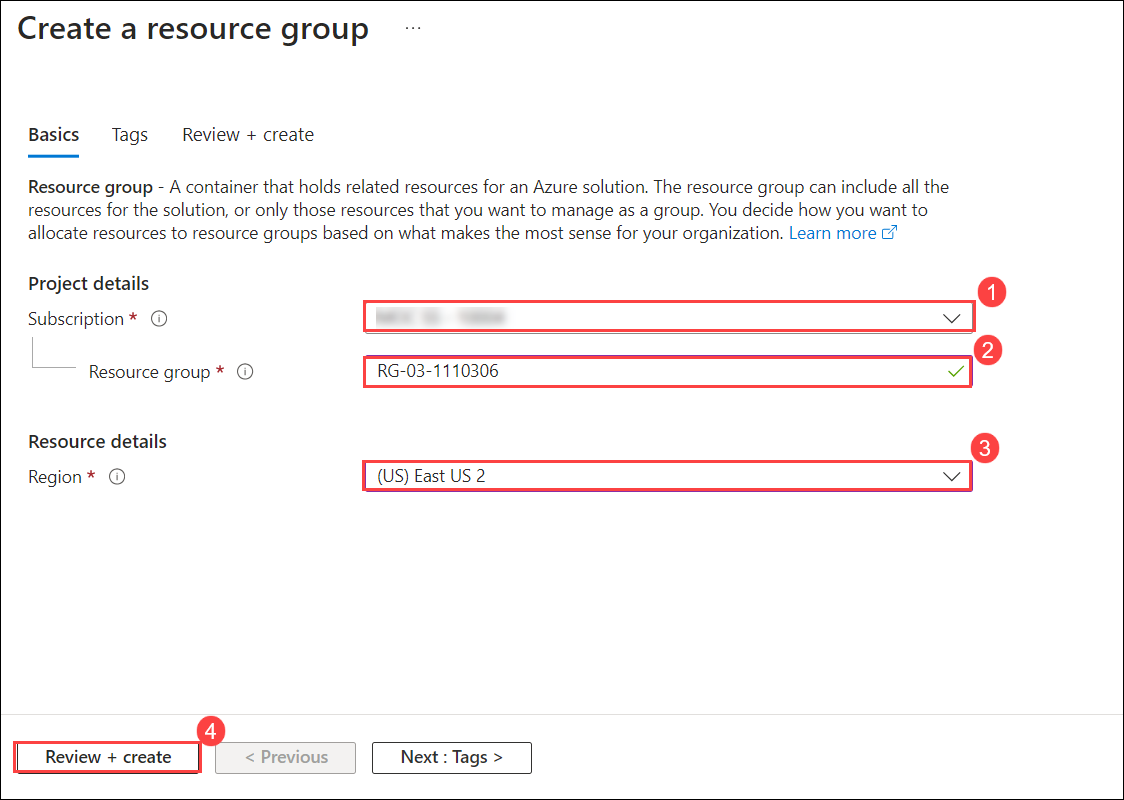 Create a resource group ...
Basics Tags Review + create
Resource group - A container that holds related resources for an Azure solution. The resource group can include all the
resources for the solution, or only those resources that you want to manage as a group. You decide how you want to
allocate resources to resource groups based on what makes the most sense for your organization. Learn more
Project details
1
Subscription *
2
Resource group * RG-03-1110306
Resource details
3
Region * (US) East US 2
4
Review + create < Previous Next : Tags >